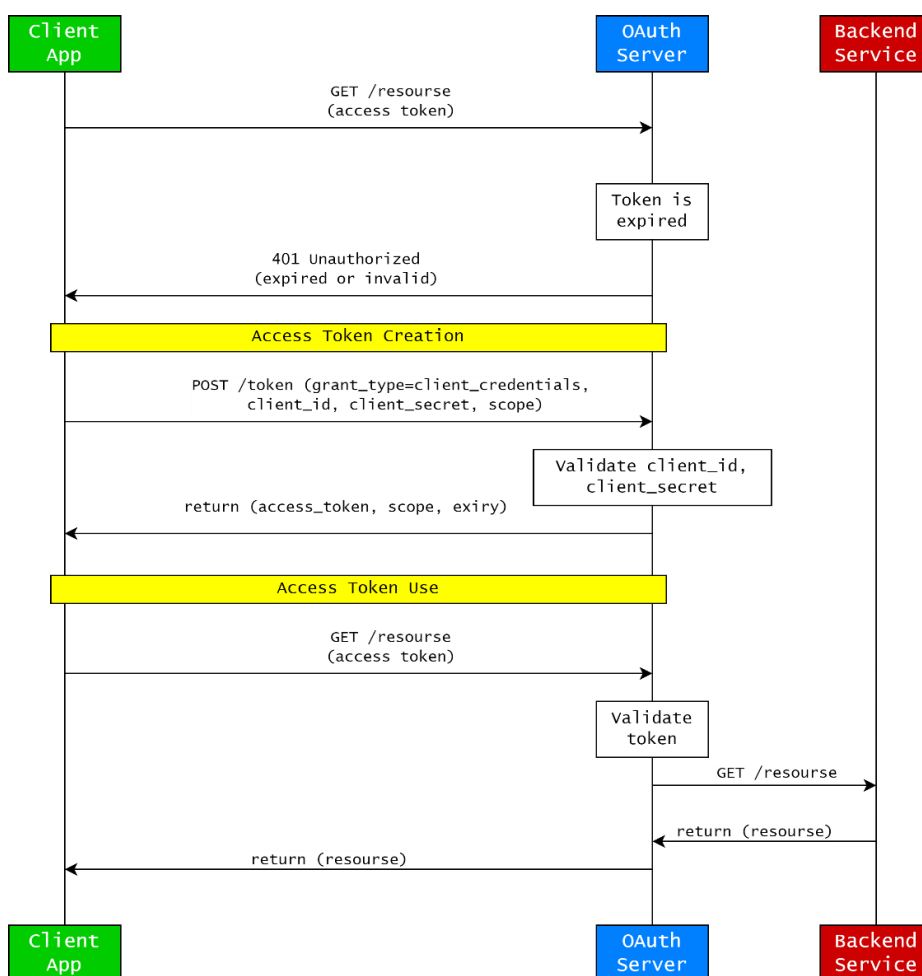 Client
App
OAuth
Server
Backend
Service
GET /resourse
(access token)
Token is
expired
401 Unauthorized
(expired or invalid)
Access Token Creation
POST /token (grant_type=client_credentials,
client_id, client_secret, scope)
Validate client_id,
client_secret
return (access_token, scope, exiry)
Access Token Use
GET /resourse
(access token)
Validate
token
GET /resourse
return (resourse)
return (resourse)
Client
App
OAuth
Server
Backend
Service